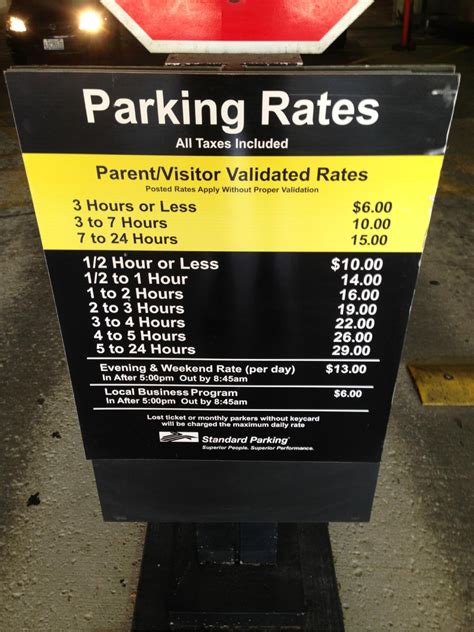 Parking Rates
All Taxes Included
Parent/Visitor Validated Rates
Posted Rates Apply Without Proper Validation
3 Hours or Less $6.00
3 to 7 Hours 10.00
7 to 24 Hours 15.00
1/2 Hour or Less $10.00
1/2 to 1 Hour 14.00
1 to 2 Hours 16.00
2 to 3 Hours 19.00
3 to 4 Hours 22.00
4 to 5 Hours 26.00
5 to 24 Hours 29.00
Evening & Weekend Rate (per day) $13.00
In After 5:00pm Out by 8:45am
Local Business Program $6.00
In After 5:00pm Out by 8:45am
Lost ticket or monthly parkers without keycard
will be charged the maximum daily rate
Standard Parking
Superior People. Superior Performance.